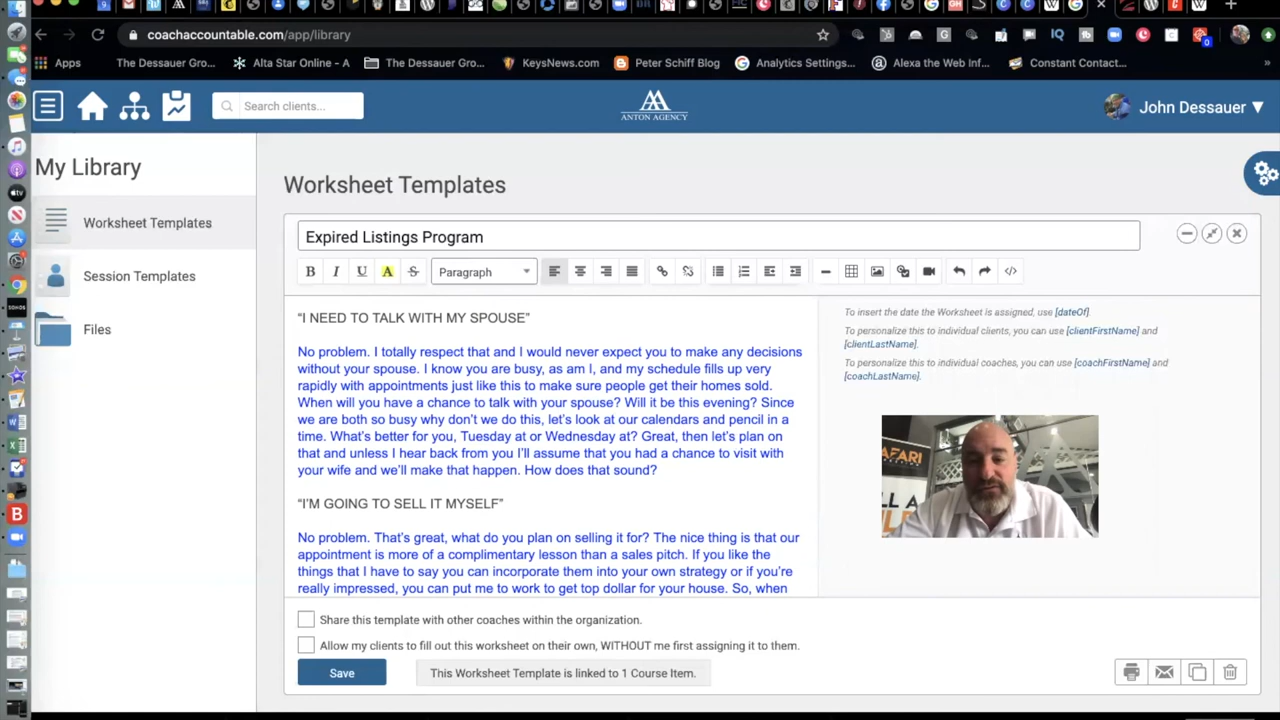 coachaccountable.com/app/library
Apps
The Dessauer Gro...
Alta Star Online - A
The Dessauer Gro...
KeysNews.com
Peter Schiff Blog
Analytics Settings...
Alexa the Web Inf...
Constant Contact...
»
Search clients...
ANTON AGENCY
John Dessauer ▼
My Library
Worksheet Templates
Session Templates
Files
Worksheet Templates
Expired Listings Program
B I U A S Paragraph
“I NEED TO TALK WITH MY SPOUSE”
No problem. I totally respect that and I would never expect you to make any decisions
without your spouse. I know you are busy, as am I, and my schedule fills up very
rapidly with appointments just like this to make sure people get their homes sold.
When will you have a chance to talk with your spouse? Will it be this evening? Since
we are both so busy why don’t we do this, let’s look at our calendars and pencil in a
time. What’s better for you, Tuesday at or Wednesday at? Great, then let’s plan on
that and unless I hear back from you I’ll assume that you had a chance to visit with
your wife and we’ll make that happen. How does that sound?
“I’M GOING TO SELL IT MYSELF”
No problem. That’s great, what do you plan on selling it for? The nice thing is that our
appointment is more of a complimentary lesson than a sales pitch. If you like the
things that I have to say you can incorporate them into your own strategy or if you’re
really impressed, you can put me to work to get top dollar for your house. So, when
To insert the date the Worksheet is assigned, use [dateOf].
To personalize this to individual clients, you can use [clientFirstName] and
[clientLastName].
To personalize this to individual coaches, you can use [coachFirstName] and
[coachLastName].
AFARI
Share this template with other coaches within the organization.
Allow my clients to fill out this worksheet on their own, WITHOUT me first assigning it to them.
Save
This Worksheet Template is linked to 1 Course Item.